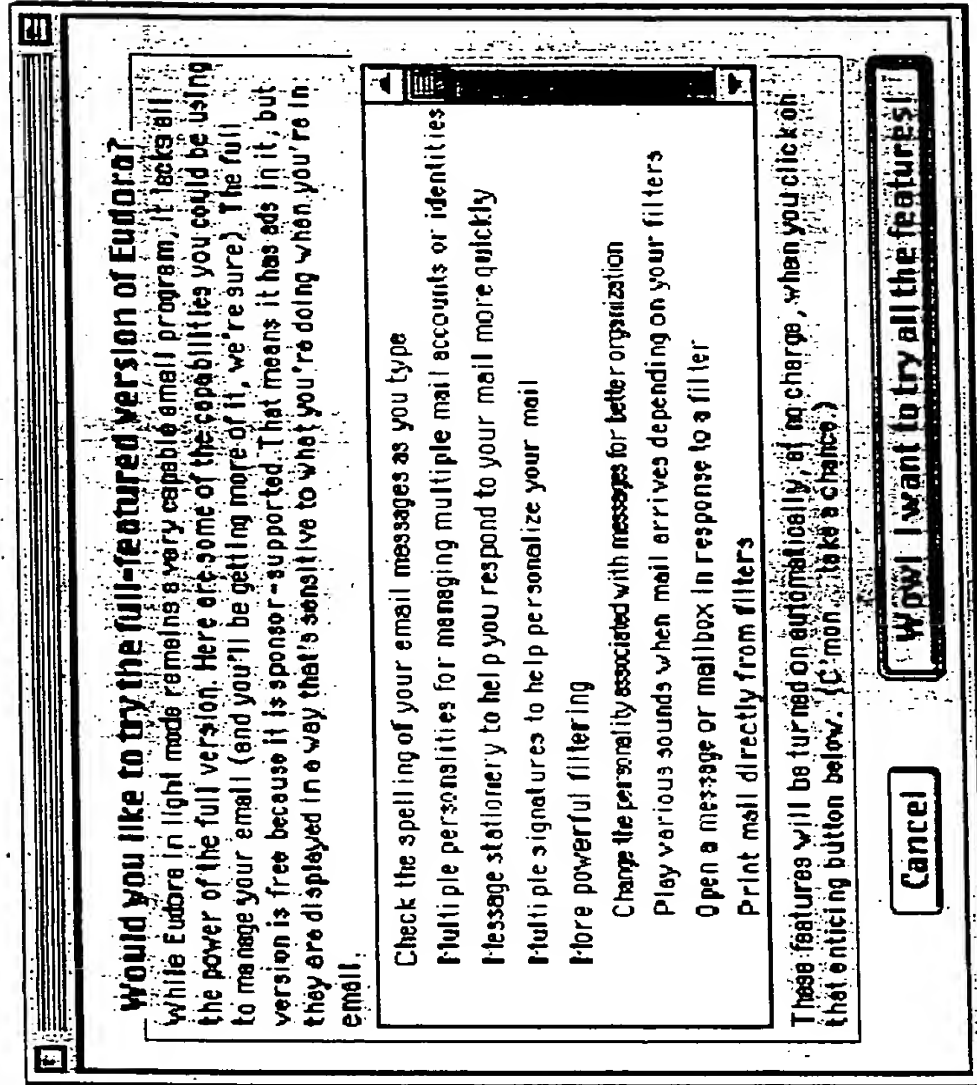 Would you like to try the full-featured version of Eudora?
While Eudora in light mode remains a very capable email program, it lacks all
the power of the full version. Here are some of the capabilities you could be using
to manage your email (and you'll be getting more of it, we're sure). The full
version is free because it is sponsor-supported. That means it has ads in it, but
they are displayed in a way that's sensitive to what you're doing when you're in
email.
Check the spelling of your email messages as you type
Multiple personalities for managing multiple mail accounts or identities
Message stationery to help you respond to your mail more quickly
Multiple signatures to help personalize your mail
More powerful filtering
Change the personality associated with messages for better organization
Play various sounds when mail arrives depending on your filters
Open a message or mailbox in response to a filter
Print mail directly from filters
These features will be turned on automatically, at no charge, when you click on
that enticing button below. (C'mon, take a chance.)
Cancel
Wow! I want to try all the features!